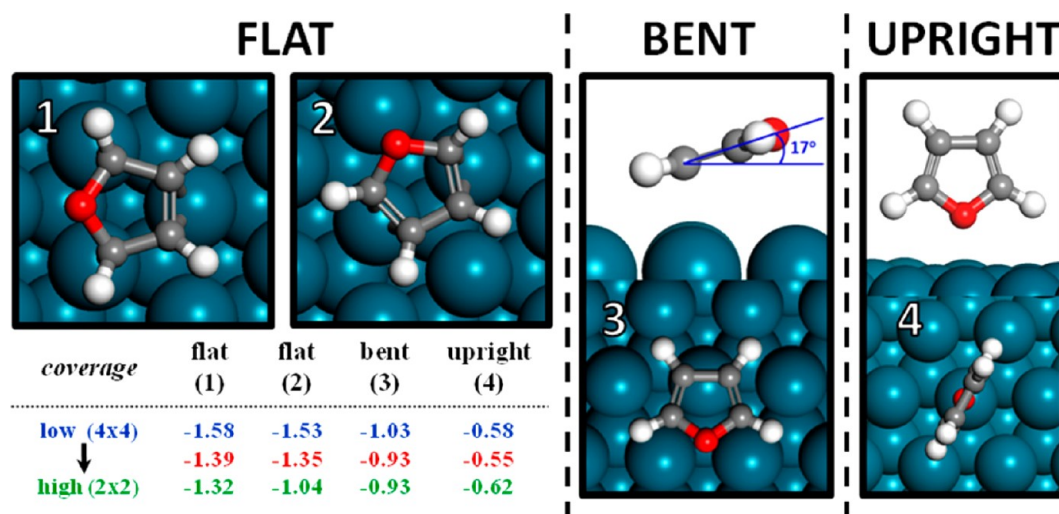 FLAT
BENT
UPRIGHT
1
2
17°
3
4
coverage flat flat bent upright
(1) (2) (3) (4)
low (4x4) -1.58 -1.53 -1.03 -0.58
-1.39 -1.35 -0.93 -0.55
high (2x2) -1.32 -1.04 -0.93 -0.62